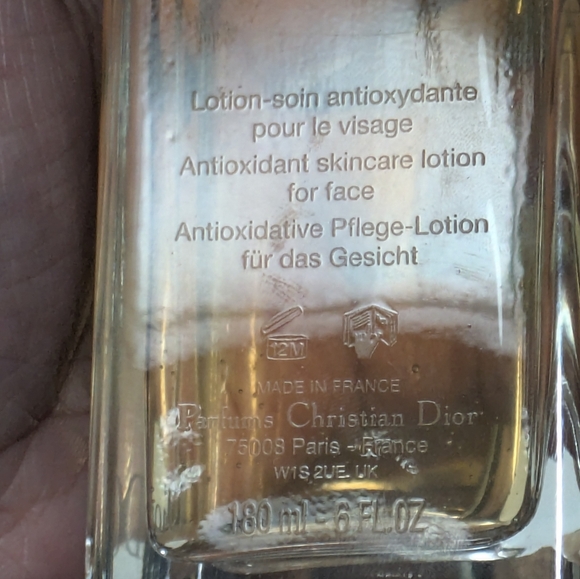 Lotion-soin antioxydante
pour le visage
Antioxidant skincare lotion
for face
Antioxidative Pflege-Lotion
für das Gesicht
12M
MADE IN FRANCE
Parfums Christian Dior
75008 Paris - France
W1S 2UE. UK
180 ml - 6 FL.OZ